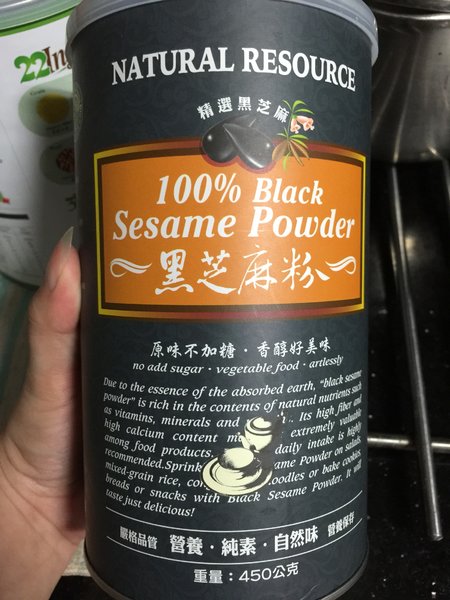 22
NATURAL RESOURCE
精選黑芝麻
100% Black
Sesame Powder
黑芝麻粉
原味不加糖・香醇好美味
no add sugar・vegetable food・artlessly
Due to the essence of the absorbed earth, "black sesame
powder" is rich in the contents of natural nutrients such
as vitamins, minerals and Its high fiber and
high calcium content extremely valuable
among food products. daily intake is highly
recommended.Sprink ame Powder on salads,
mixed-grain rice, oodles or bake cookies,
breads or snacks with Black Sesame Powder. It will
taste just delicious!
嚴格品管 營養・純素・自然味 營養保存
重量：450公克